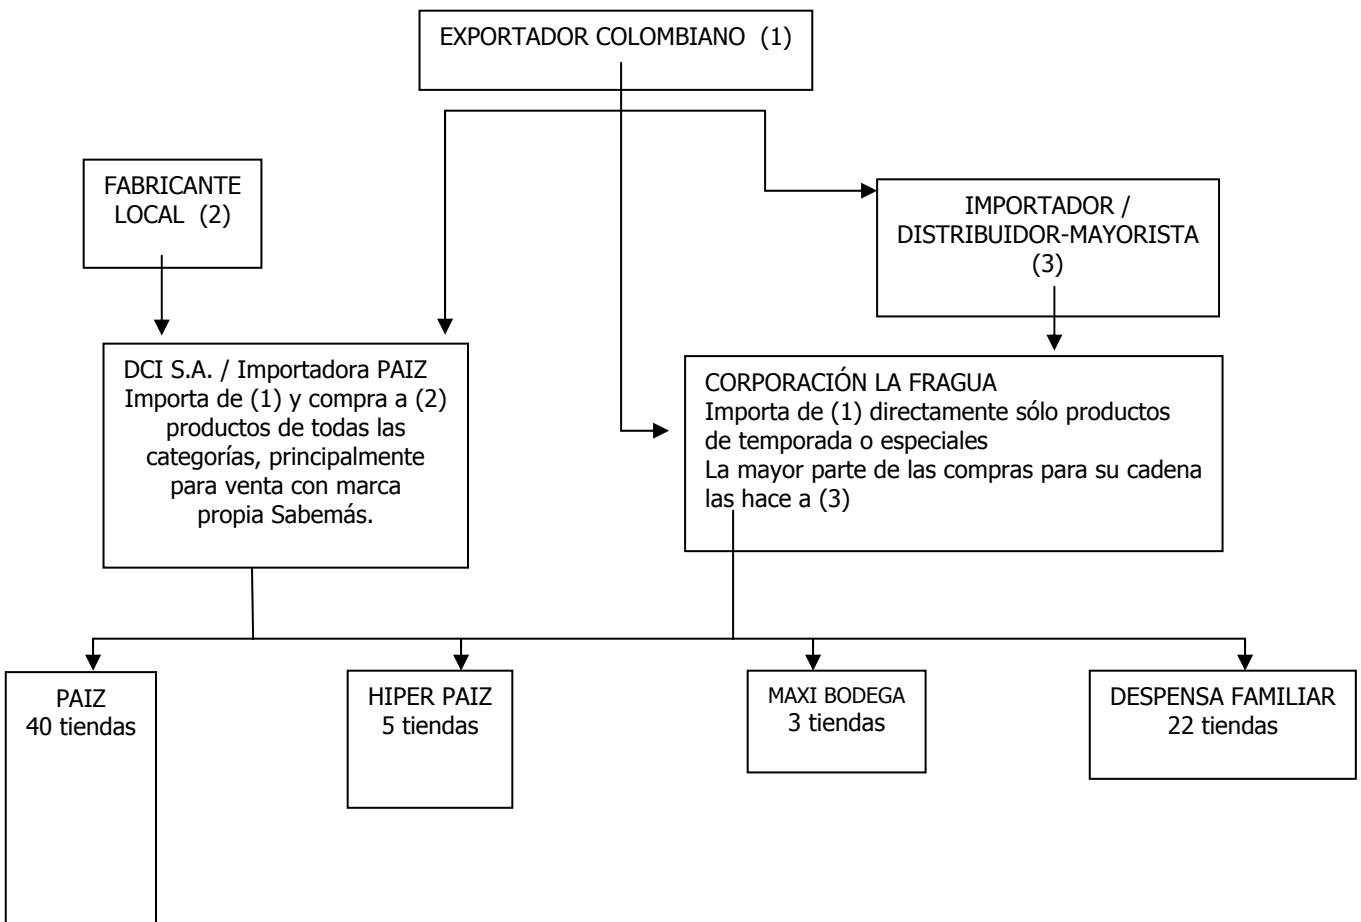 EXPORTADOR COLOMBIANO (1)
FABRICANTE
LOCAL (2)
IMPORTADOR /
DISTRIBUIDOR-MAYORISTA
(3)
DCI S.A. / Importadora PAIZ
Importa de (1) y compra a (2)
productos de todas las
categorías, principalmente
para venta con marca
propia Sabemás.
CORPORACIÓN LA FRAGUA
Importa de (1) directamente sólo productos
de temporada o especiales
La mayor parte de las compras para su cadena
las hace a (3)
PAIZ
40 tiendas
HIPER PAIZ
5 tiendas
MAXI BODEGA
3 tiendas
DESPENSA FAMILIAR
22 tiendas